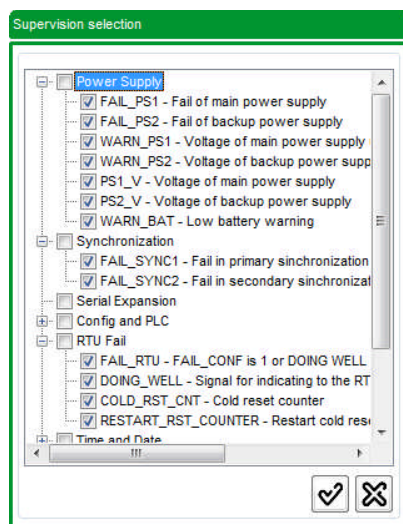 Supervision selection
Power Supply
FAIL_PS1 - Fail of main power supply
FAIL_PS2 - Fail of backup power supply
WARN_PS1 - Voltage of main power supply
WARN_PS2 - Voltage of backup power supp
PS1_V - Voltage of main power supply
PS2_V - Voltage of backup power supply
WARN_BAT - Low battery warning
Synchronization
FAIL_SYNC1 - Fail in primary sinchronization
FAIL_SYNC2 - Fail in secondary sinchronizat
Serial Expansion
Config and PLC
RTU Fail
FAIL_RTU - FAIL_CONF is 1 or DOING WELL
DOING_WELL - Signal for indicating to the RT
COLD_RST_CNT - Cold reset counter
RESTART_RST_COUNTER - Restart cold rese
Time and Date